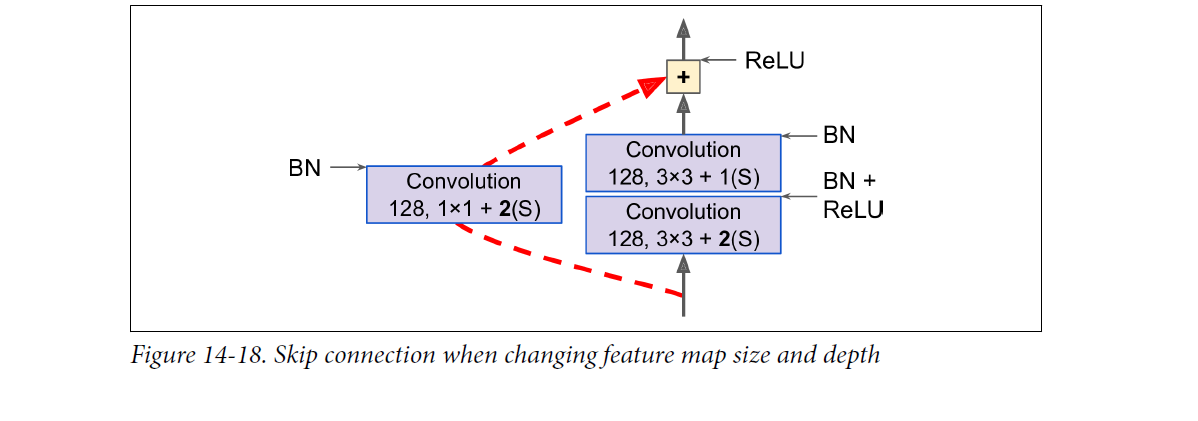 ReLU
+
BN
Convolution
128, 3×3 + 1(S)
BN
Convolution
128, 1×1 + 2(S)
BN +
ReLU
Convolution
128, 3×3 + 2(S)
Figure 14-18. Skip connection when changing feature map size and depth